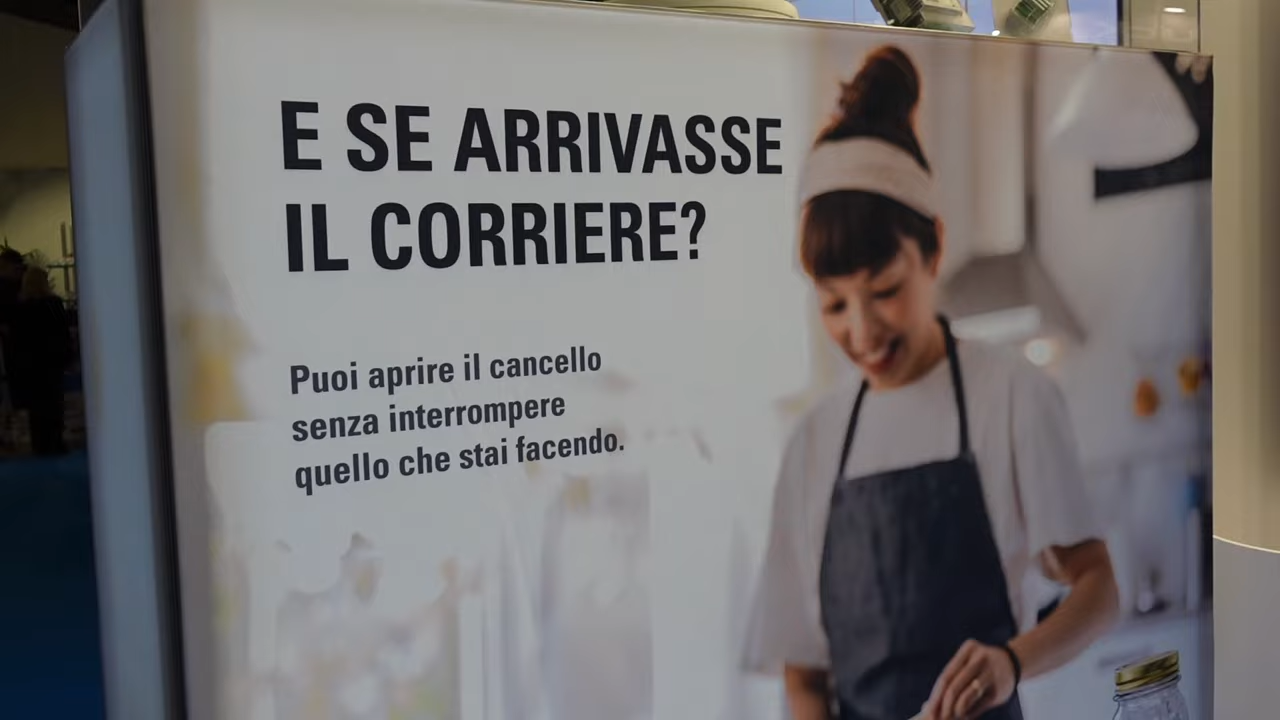 E SE ARRIVASSE
IL CORRIERE?
Puoi aprire il cancello
senza interrompere
quello che stai facendo.